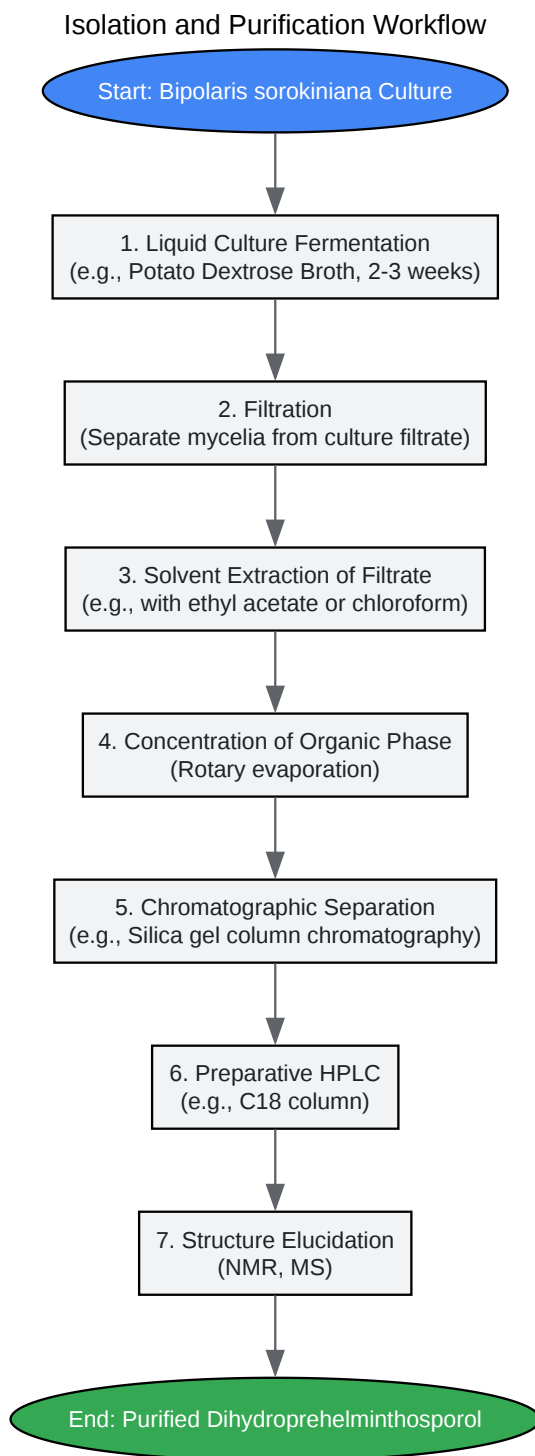 Isolation and Purification Workflow
Start: Bipolaris sorokiniana Culture
1. Liquid Culture Fermentation
(e.g., Potato Dextrose Broth, 2-3 weeks)
2. Filtration
(Separate mycelia from culture filtrate)
3. Solvent Extraction of Filtrate
(e.g., with ethyl acetate or chloroform)
4. Concentration of Organic Phase
(Rotary evaporation)
5. Chromatographic Separation
(e.g., Silica gel column chromatography)
6. Preparative HPLC
(e.g., C18 column)
7. Structure Elucidation
(NMR, MS)
End: Purified Dihydroprehelminthosporol